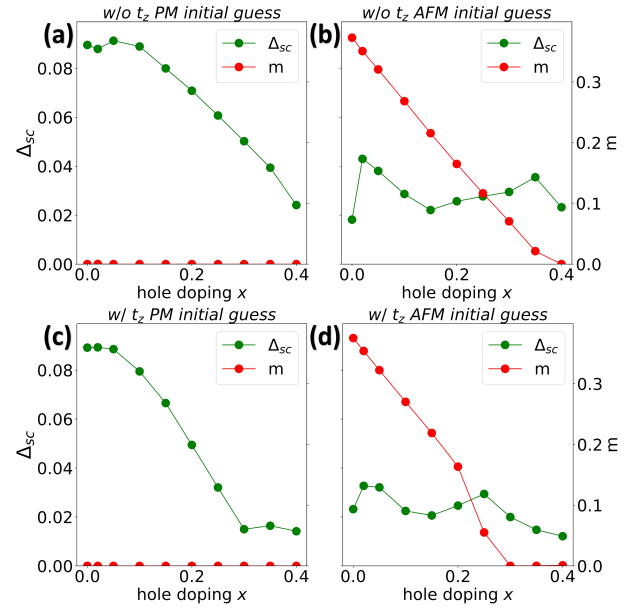 w/o t_z PM initial guess
(a)
Δ_sc
m
0.08
0.06
0.04
0.02
0.00
Δ_sc
0.0
0.2
0.4
hole doping x
w/o t_z AFM initial guess
(b)
Δ_sc
m
0.3
0.2
0.1
0.0
m
0.0
0.2
0.4
hole doping x
w/ t_z PM initial guess
(c)
Δ_sc
m
0.08
0.06
0.04
0.02
0.00
Δ_sc
0.0
0.2
0.4
hole doping x
w/ t_z AFM initial guess
(d)
Δ_sc
m
0.3
0.2
0.1
0.0
m
0.0
0.2
0.4
hole doping x